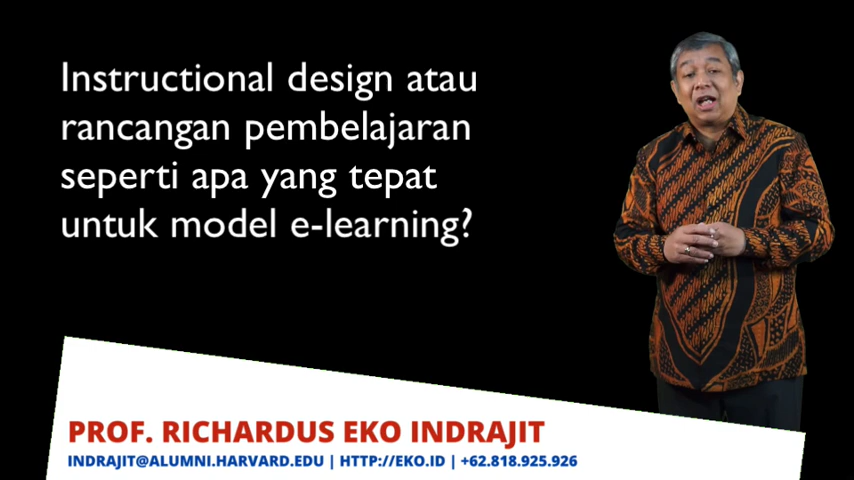 Instructional design atau
rancangan pembelajaran
seperti apa yang tepat
untuk model e-learning?
PROF. RICHARDUS EKO INDRAJIT
INDRAJIT@ALUMNI.HARVARD.EDU | HTTP://EKO.ID | +62.818.925.926